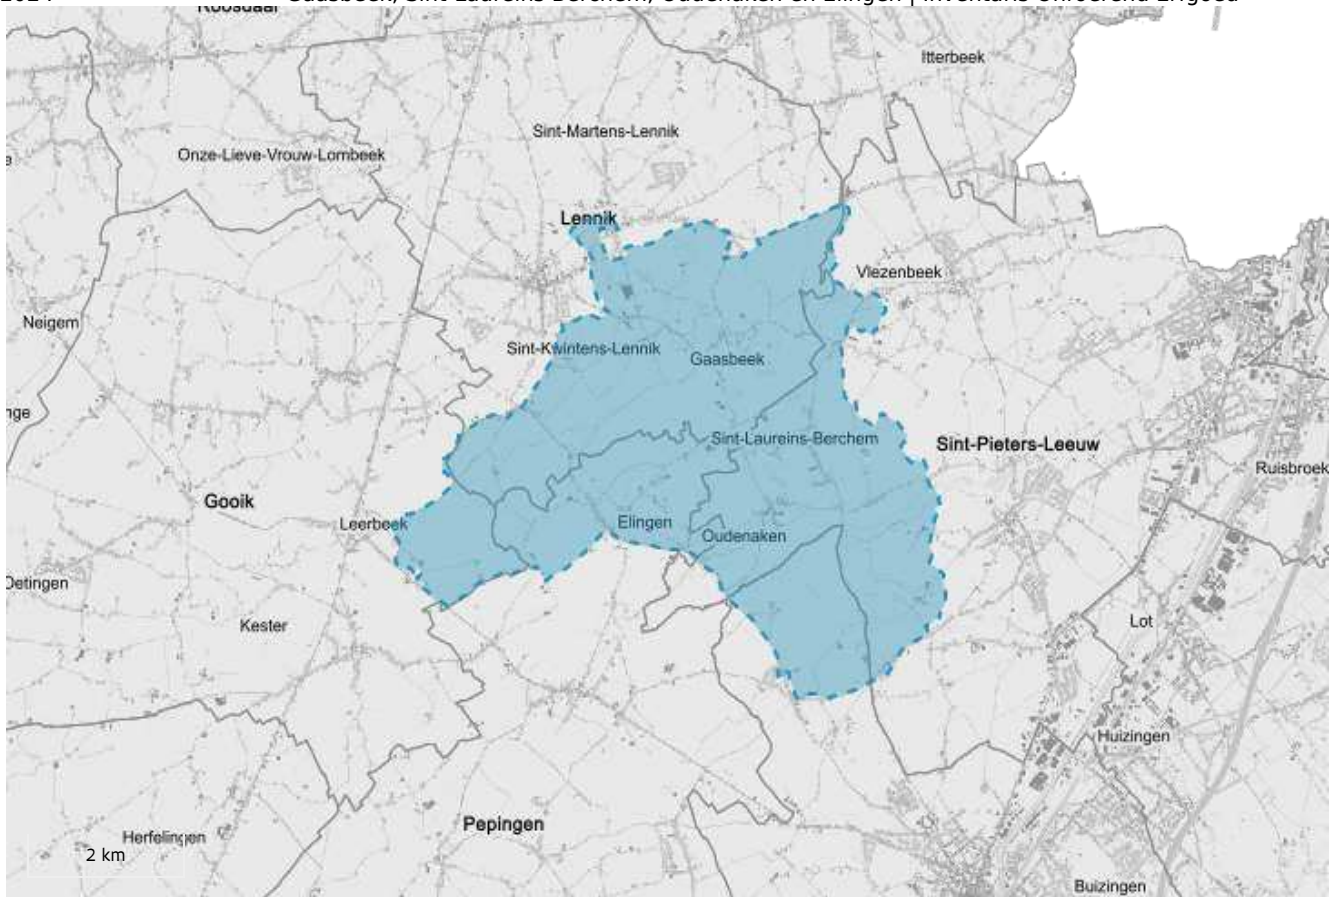 Gaasbeek, Sint-Laureins-Berchem, Oudenaken en Elingen | Inventaris Onroerend Erfgoed
Roosdaal
Itterbeek
Sint-Martens-Lennik
Onze-Lieve-Vrouw-Lombeek
Lennik
Vlezenbeek
Neigem
Sint-Kwintens-Lennik
Gaasbeek
Sint-Laureins-Berchem
Sint-Pieters-Leeuw
Ruisbroek
Gooik
Leerbeek
Elingen
Oudenaken
Oetingen
Kester
Lot
Huizingen
Pepingen
Herfelingen
2 km
Buizingen